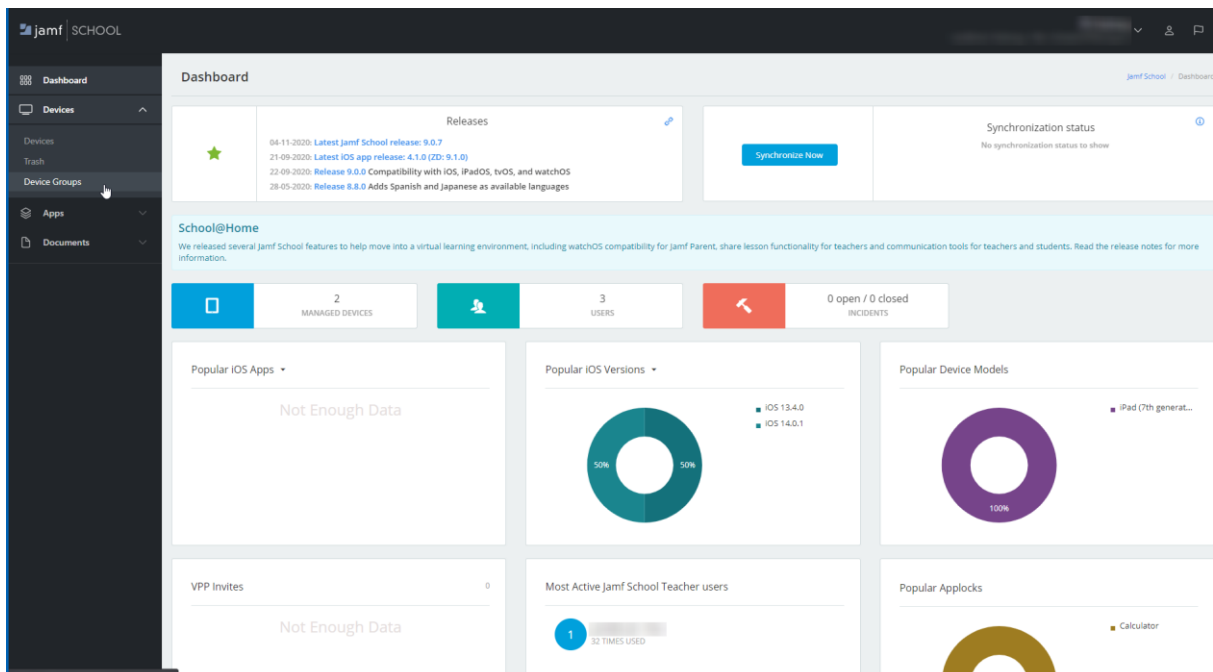 jamf SCHOOL
Dashboard
Devices
Devices
Trash
Device Groups
Apps
Documents
Dashboard
Jamf School / Dashboard
Releases
04-11-2020: Latest Jamf School release: 9.0.7
21-09-2020: Latest iOS app release: 4.1.0 (ZD: 9.1.0)
22-09-2020: Release 9.0.0 Compatibility with iOS, iPadOS, tvOS, and watchOS
28-05-2020: Release 8.8.0 Adds Spanish and Japanese as available languages
Synchronize Now
Synchronization status
No synchronization status to show
School@Home
We released several Jamf School features to help move into a virtual learning environment, including watchOS compatibility for Jamf Parent, share lesson functionality for teachers and communication tools for teachers and students. Read the release notes for more
information.
2
MANAGED DEVICES
3
USERS
0 open / 0 closed
INCIDENTS
Popular iOS Apps
Not Enough Data
Popular iOS Versions
iOS 13.4.0
iOS 14.0.1
50%
50%
Popular Device Models
iPad (7th generat...
100%
VPP Invites
0
Not Enough Data
Most Active Jamf School Teacher users
1
32 TIMES USED
Popular Applocks
Calculator